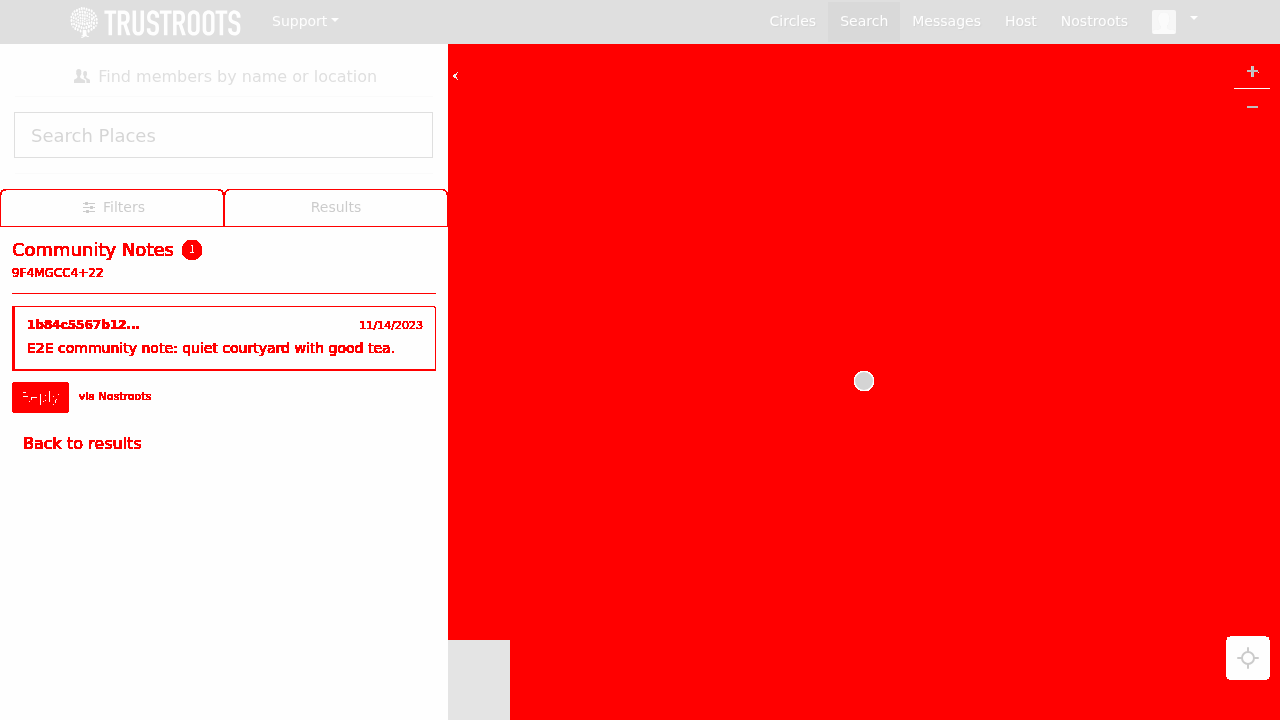 TRUSTROOTS
Support
Circles
Search
Messages
Host
Nostroots
Find members by name or location
Search Places
Filters
Results
Community Notes 1
9F4MGCC4+22
1b84c5567b12...
11/14/2023
E2E community note: quiet courtyard with good tea.
Reply
via Nostroots
Back to results